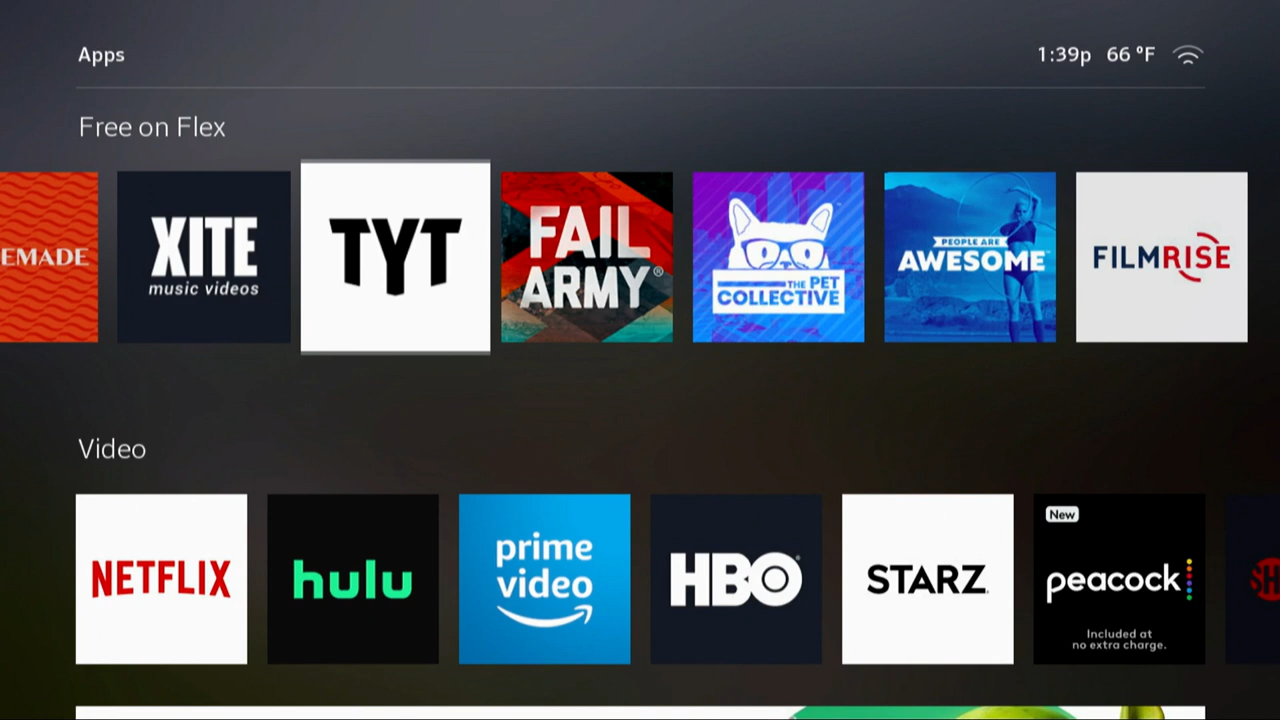 Apps
1:39p 66 °F
Free on Flex
EMADE
XITE
music videos
TYT
FAIL
ARMY®
THE PET
COLLECTIVE
PEOPLE ARE
AWESOME
FILMRISE
Video
NETFLIX
hulu
prime
video
HBO
STARZ
New
peacock
Included at
no extra charge.
SH